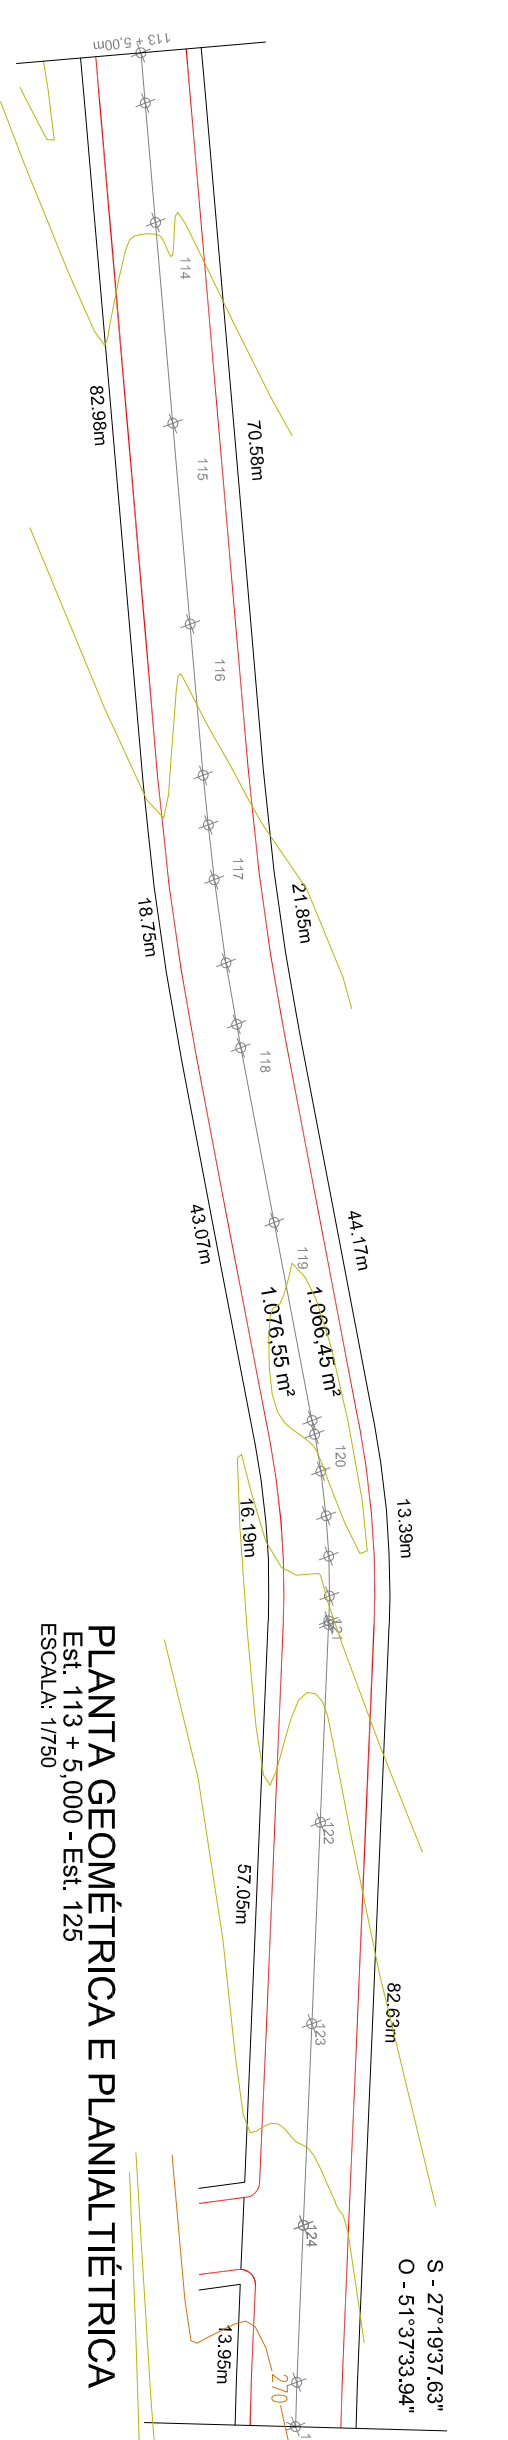 113 + 5,00m
114
82.98m
70.58m
115
116
117
21.85m
18.75m
118
44.17m
43.07m
119
1.066,45 m²
1.076,55 m²
120
13.39m
16.19m
121
PLANTA GEOMÉTRICA E PLANIALTIÉTRICA
Est. 113 + 5,000 - Est. 125
ESCALA: 1/750
122
57.05m
82.63m
123
124
S - 27°19'37.63"
O - 51°37'33.94"
13.95m
270
1